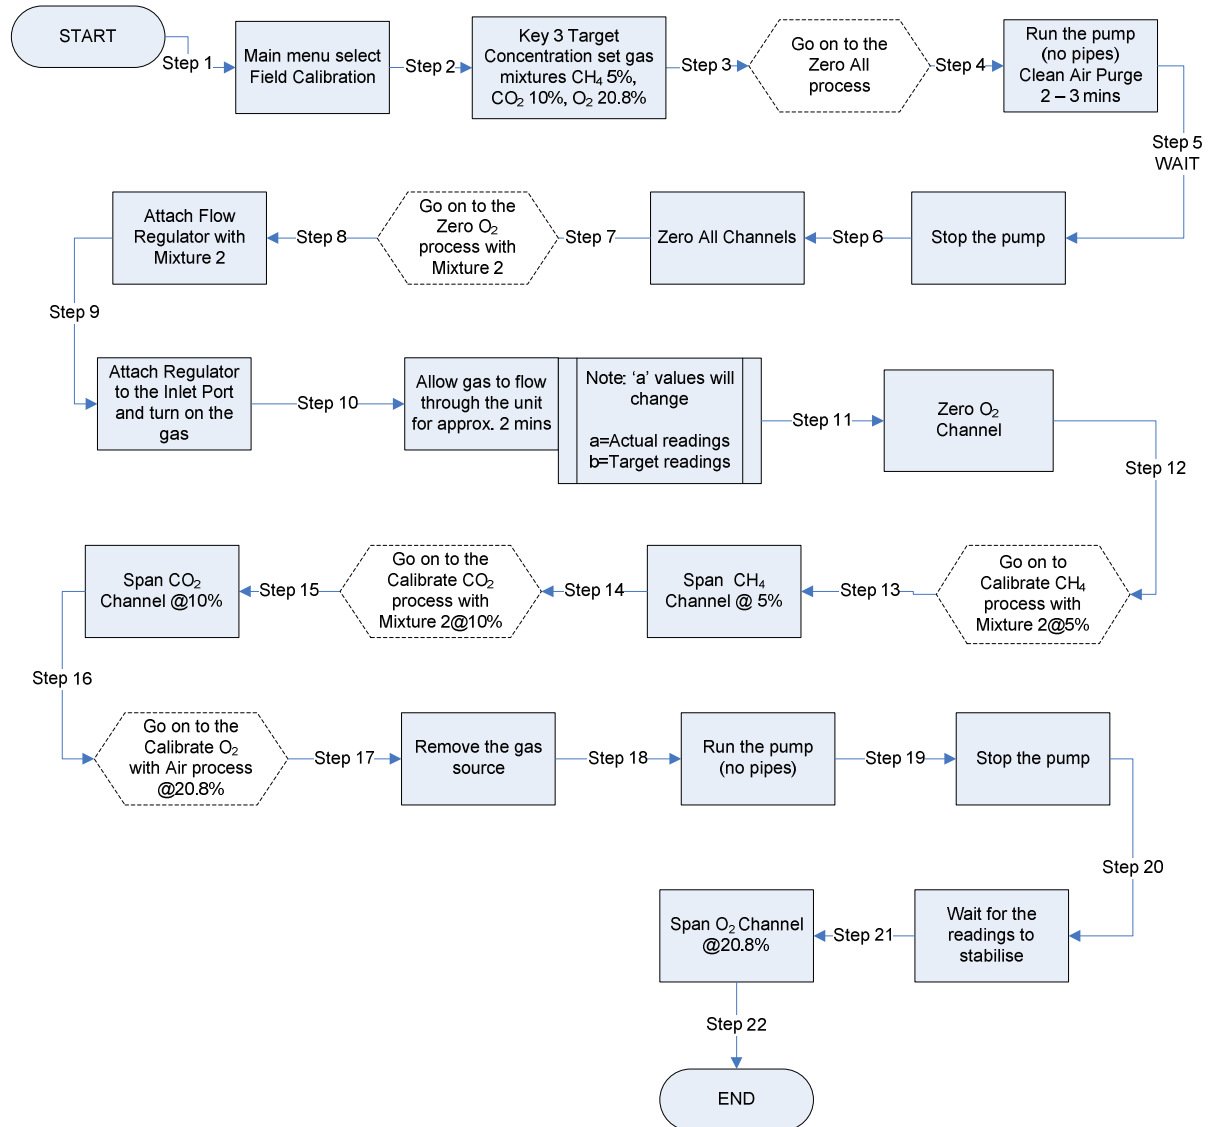 START
Step 1
Main menu select
Field Calibration
Step 2
Key 3 Target
Concentration set gas
mixtures CH₄ 5%,
CO₂ 10%, O₂ 20.8%
Step 3
Go on to the
Zero All
process
Step 4
Run the pump
(no pipes)
Clean Air Purge
2 – 3 mins
Step 5
WAIT
Stop the pump
Step 6
Zero All Channels
Step 7
Go on to the
Zero O₂
process with
Mixture 2
Step 8
Attach Flow
Regulator with
Mixture 2
Step 9
Attach Regulator
to the Inlet Port
and turn on the
gas
Step 10
Allow gas to flow
through the unit
for approx. 2 mins
Note: ‘a’ values will
change
a=Actual readings
b=Target readings
Step 11
Zero O₂
Channel
Step 12
Go on to
Calibrate CH₄
process with
Mixture 2@5%
Step 13
Span CH₄
Channel @ 5%
Step 14
Go on to the
Calibrate CO₂
process with
Mixture 2@10%
Step 15
Span CO₂
Channel @10%
Step 16
Go on to the
Calibrate O₂
with Air process
@20.8%
Step 17
Remove the gas
source
Step 18
Run the pump
(no pipes)
Step 19
Stop the pump
Step 20
Wait for the
readings to
stabilise
Step 21
Span O₂ Channel
@20.8%
Step 22
END